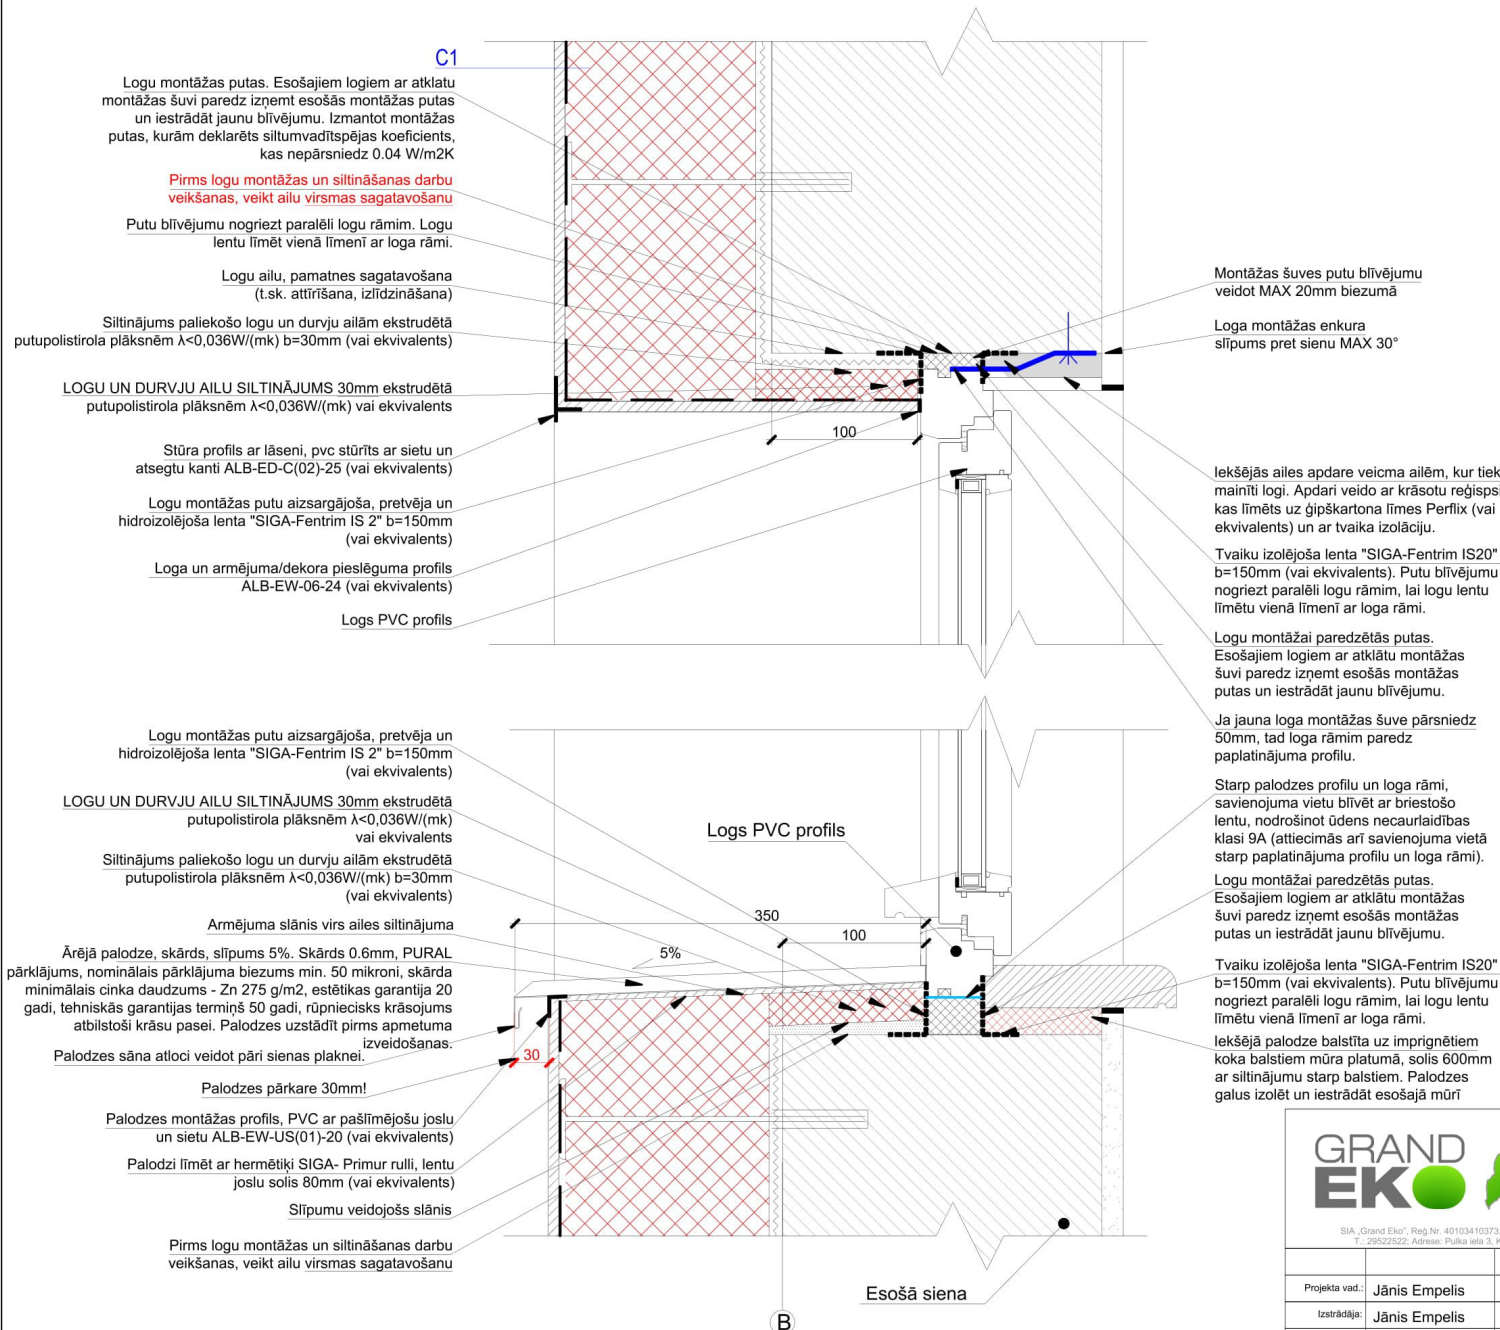 C1
Logu montāžas putas. Esošajiem logiem ar atklatu
montāžas šuvi paredz izņemt esošās montāžas putas
un iestrādāt jaunu blīvējumu. Izmantot montāžas
putas, kurām deklarēts siltumvadītspējas koeficients,
kas nepārsniedz 0.04 W/m2K
Pirms logu montāžas un siltināšanas darbu
veikšanas, veikt ailu virsmas sagatavošanu
Putu blīvējumu nogriezt paralēli logu rāmim. Logu
lentu līmēt vienā līmenī ar loga rāmi.
Logu ailu, pamatnes sagatavošana
(t.sk. attīrīšana, izlīdzināšana)
Siltinājums paliekošo logu un durvju ailām ekstrudētā
putupolistirola plāksnēm λ<0,036W/(mk) b=30mm (vai ekvivalents)
LOGU UN DURVJU AILU SILTINĀJUMS 30mm ekstrudētā
putupolistirola plāksnēm λ<0,036W/(mk) vai ekvivalents
Stūra profils ar lāseni, pvc stūrīts ar sietu un
atsegtu kanti ALB-ED-C(02)-25 (vai ekvivalents)
Logu montāžas putu aizsargājoša, pretvēja un
hidroizolējoša lenta "SIGA-Fentrim IS 2" b=150mm
(vai ekvivalents)
Loga un armējuma/dekora pieslēguma profils
ALB-EW-06-24 (vai ekvivalents)
Logs PVC profils
100
Montāžas šuves putu blīvējumu
veidot MAX 20mm biezumā
Loga montāžas enkura
slīpums pret sienu MAX 30°
Iekšējās ailes apdare veicma ailēm, kur tiek
mainīti logi. Apdari veido ar krāsotu reģipsi
kas līmēts uz ģipškartona līmes Perflix (vai
ekvivalents) un ar tvaika izolāciju.
Tvaiku izolējoša lenta "SIGA-Fentrim IS20"
b=150mm (vai ekvivalents). Putu blīvējumu
nogriezt paralēli logu rāmim, lai logu lentu
līmētu vienā līmenī ar loga rāmi.
Logu montāžai paredzētās putas.
Esošajiem logiem ar atklātu montāžas
šuvi paredz izņemt esošās montāžas
putas un iestrādāt jaunu blīvējumu.
Ja jauna loga montāžas šuve pārsniedz
50mm, tad loga rāmim paredz
paplatinājuma profilu.
Starp palodzes profilu un loga rāmi,
savienojuma vietu blīvēt ar briestošo
lentu, nodrošinot ūdens necaurlaidības
klasi 9A (attiecimās arī savienojuma vietā
starp paplatinājuma profilu un loga rāmi).
Logu montāžai paredzētās putas.
Esošajiem logiem ar atklātu montāžas
šuvi paredz izņemt esošās montāžas
putas un iestrādāt jaunu blīvējumu.
Tvaiku izolējoša lenta "SIGA-Fentrim IS20"
b=150mm (vai ekvivalents). Putu blīvējumu
nogriezt paralēli logu rāmim, lai logu lentu
līmētu vienā līmenī ar loga rāmi.
Iekšējā palodze balstīta uz imprignētiem
koka balstiem mūra platumā, solis 600mm
ar siltinājumu starp balstiem. Palodzes
galus izolēt un iestrādāt esošajā mūrī
Logu montāžas putu aizsargājoša, pretvēja un
hidroizolējoša lenta "SIGA-Fentrim IS 2" b=150mm
(vai ekvivalents)
LOGU UN DURVJU AILU SILTINĀJUMS 30mm ekstrudētā
putupolistirola plāksnēm λ<0,036W/(mk)
vai ekvivalents
Siltinājums paliekošo logu un durvju ailām ekstrudētā
putupolistirola plāksnēm λ<0,036W/(mk) b=30mm
(vai ekvivalents)
Armējuma slānis virs ailes siltinājuma
Ārējā palodze, skārds, slīpums 5%. Skārds 0.6mm, PURAL
pārklājums, nominālais pārklājuma biezums min. 50 mikroni, skārda
minimālais cinka daudzums - Zn 275 g/m2, estētikas garantija 20
gadi, tehniskās garantijas termiņš 50 gadi, rūpniecisks krāsojums
atbilstoši krāsu pasei. Palodzes uzstādīt pirms apmetuma
izveidošanas.
Palodzes sāna atloci veidot pāri sienas plaknei.
Palodzes pārkare 30mm!
Palodzes montāžas profils, PVC ar pašlīmējošu joslu
un sietu ALB-EW-US(01)-20 (vai ekvivalents)
Palodzi līmēt ar hermētiķi SIGA- Primur rulli, lentu
joslu solis 80mm (vai ekvivalents)
Slīpumu veidojošs slānis
Pirms logu montāžas un siltināšanas darbu
veikšanas, veikt ailu virsmas sagatavošanu
Logs PVC profils
350
100
5%
30
Esošā siena
B
GRAND
EKO
SIA „Grand Eko", Reģ.Nr. 40103410373;
T.: 29522522; Adrese: Pulka iela 3, K
Projekta vad.: Jānis Empelis
Izstrādāja: Jānis Empelis